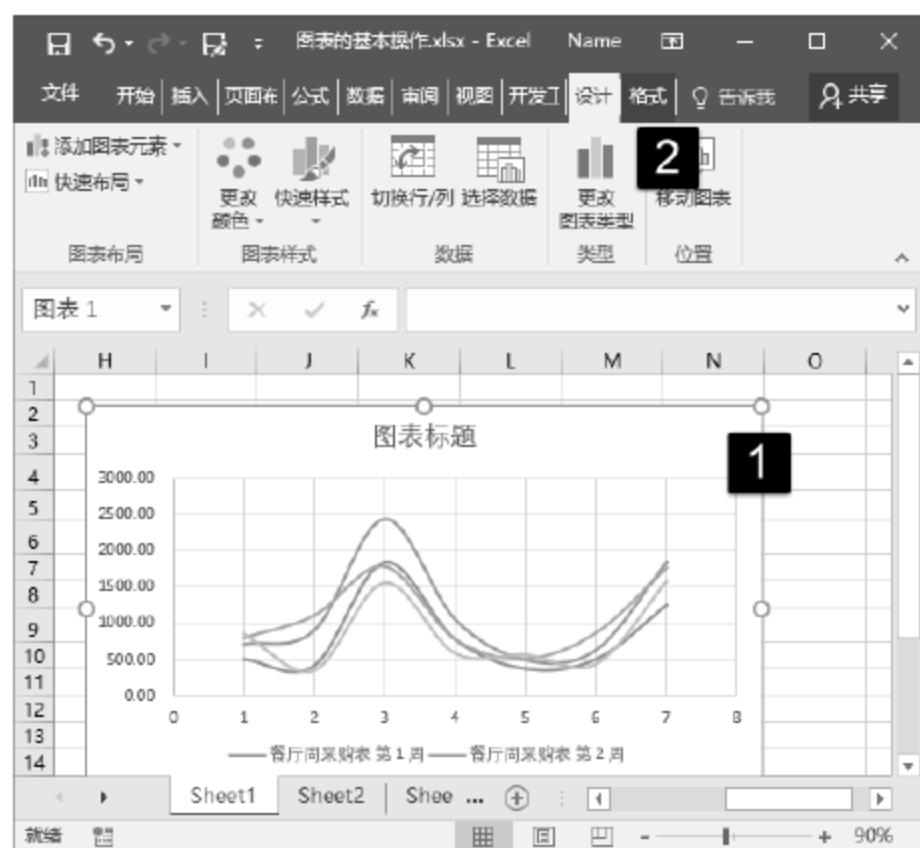 图表的基本操作.xlsx - Excel Name
文件 开始 插入 页面布 公式 数据 审阅 视图 开发工 设计 格式 告诉我 共享
添加图表元素
快速布局
更改 颜色 快速样式 切换行/列 选择数据 更改 图表类型 移动图表
2
图表布局 图表样式 数据 类型 位置
图表 1 fx
H I J K L M N O
1
2
3
4
5
6
7
8
9
10
11
12
13
14
图表标题
1
3000.00
2500.00
2000.00
1500.00
1000.00
500.00
0.00
0 1 2 3 4 5 6 7 8
餐厅周采购表 第 1 周 餐厅周采购表 第 2 周
Sheet1 Sheet2 Shee ...
就绪 90%